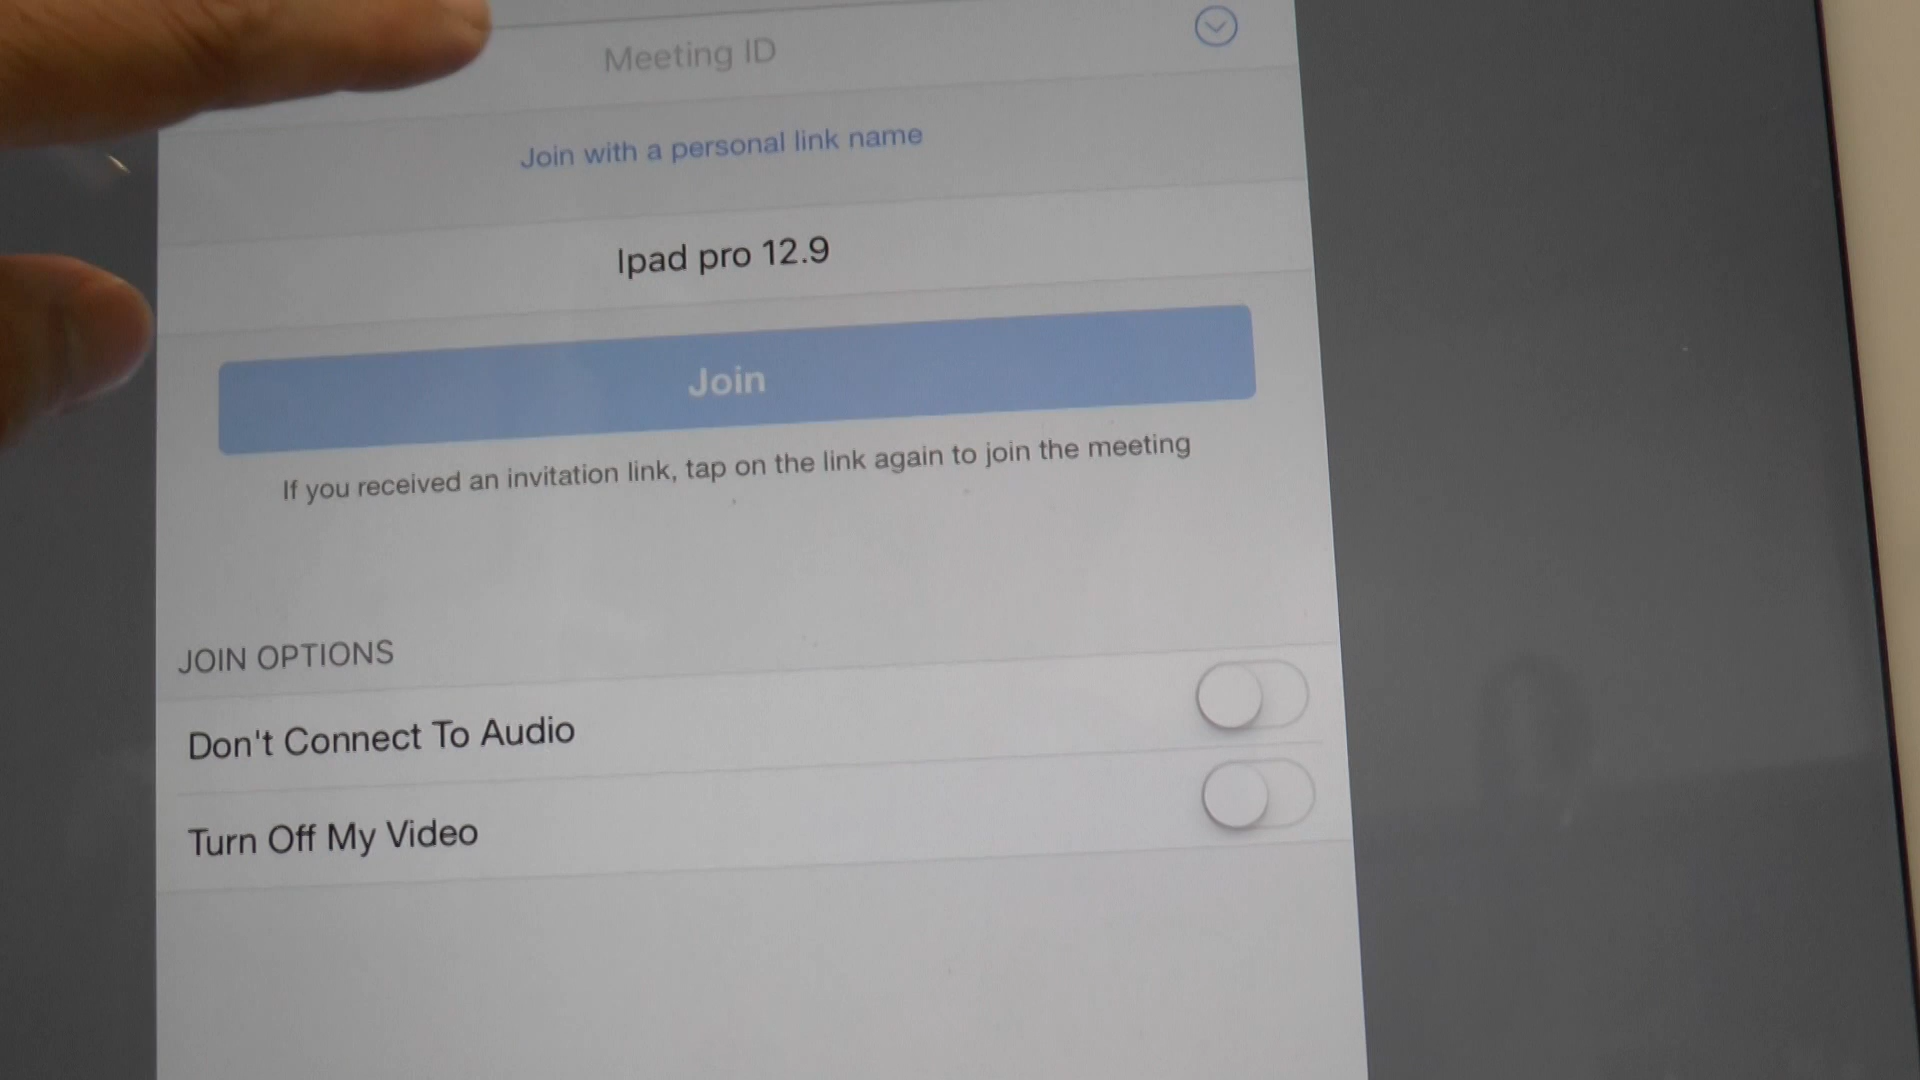 Meeting ID
Join with a personal link name
Ipad pro 12.9
Join
If you received an invitation link, tap on the link again to join the meeting
JOIN OPTIONS
Don't Connect To Audio
Turn Off My Video